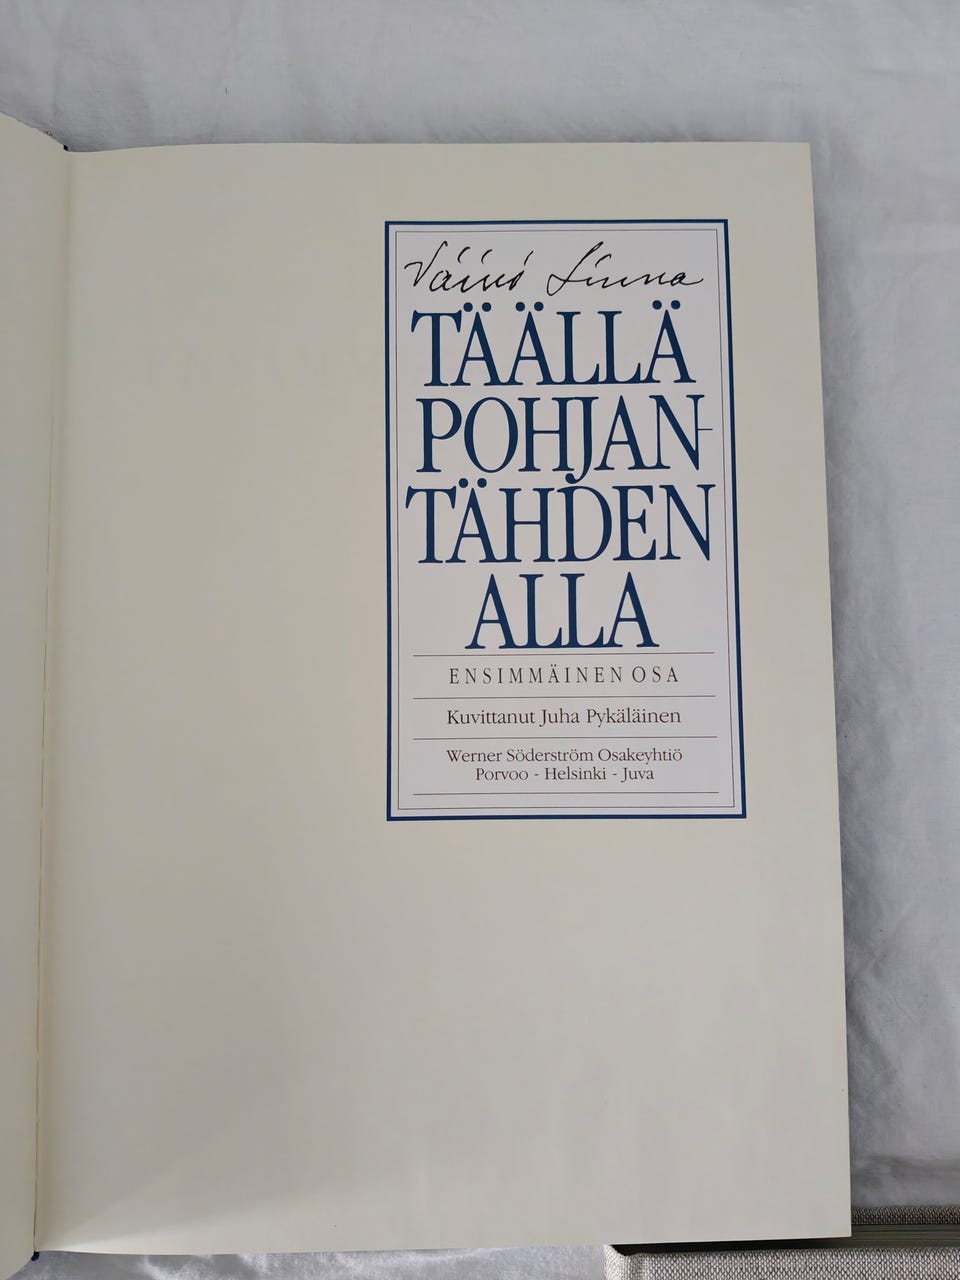 Väinö Linna
TÄÄLLÄ
POHJAN-
TÄHDEN
ALLA
ENSIMMÄINEN OSA
Kuvittanut Juha Pykäläinen
Werner Söderström Osakeyhtiö
Porvoo - Helsinki - Juva